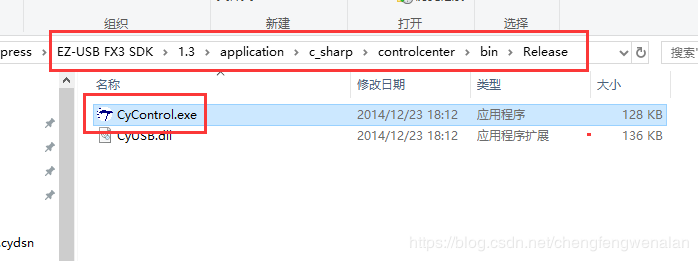 组织 新建 打开 选择
press > EZ-USB FX3 SDK > 1.3 > application > c_sharp > controlcenter > bin > Release 搜索"
名称 修改日期 类型 大小
CyControl.exe 2014/12/23 18:12 应用程序 128 KB
CyUSB.dll 2014/12/23 18:12 应用程序扩展 136 KB
.cydsn
https://blog.csdn.net/chengfengwenalan